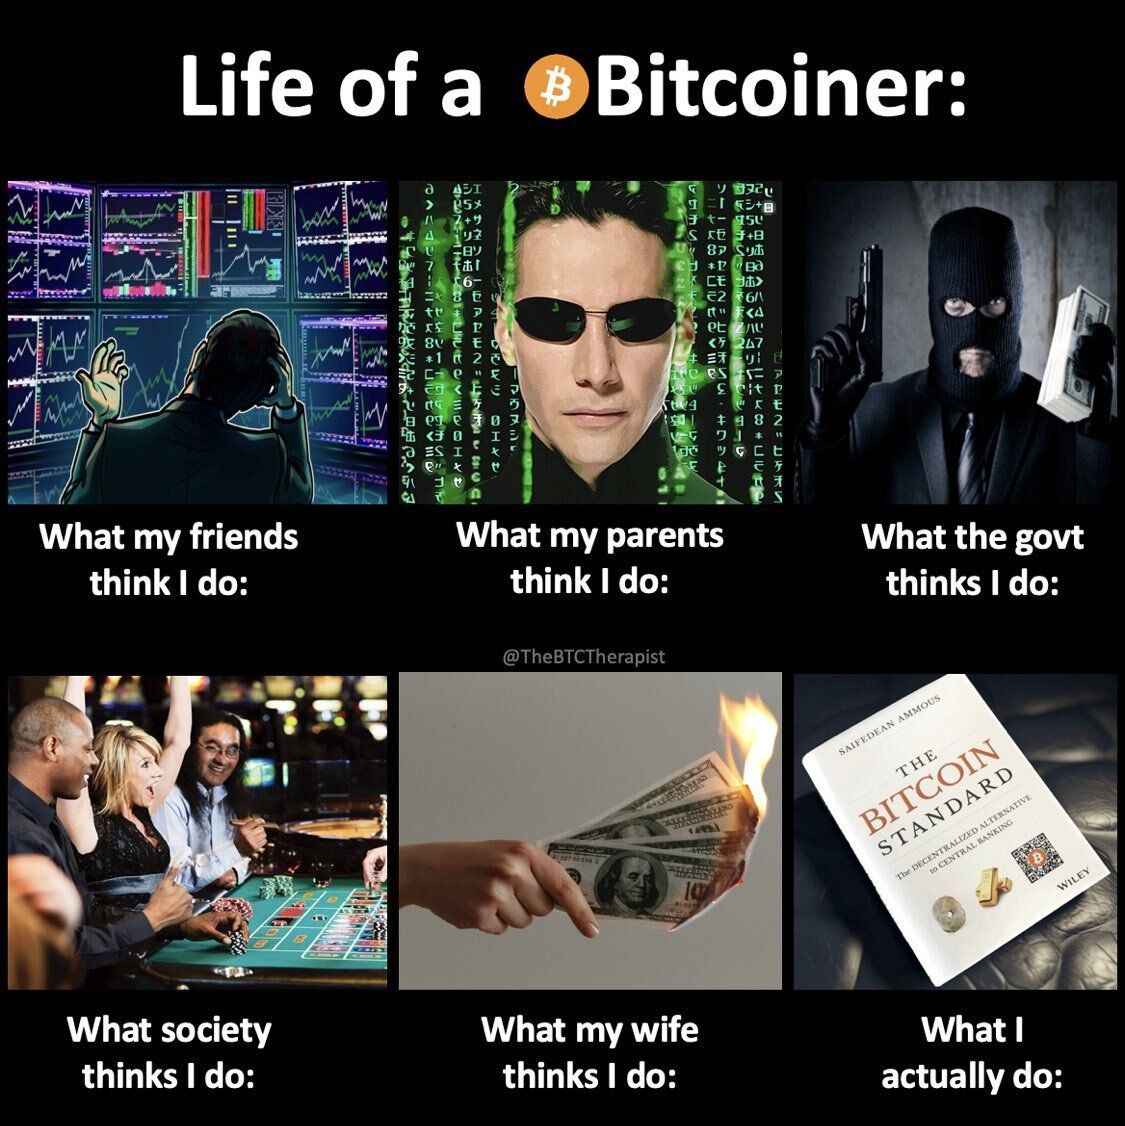 Life of a Bitcoiner:
What my friends
think I do:
What my parents
think I do:
What the govt
thinks I do:
@TheBTCTherapist
SAIFEDEAN AMMOUS
THE
BITCOIN
STANDARD
The DECENTRALIZED ALTERNATIVE
to CENTRAL BANKING
WILEY
What society
thinks I do:
What my wife
thinks I do:
What I
actually do: